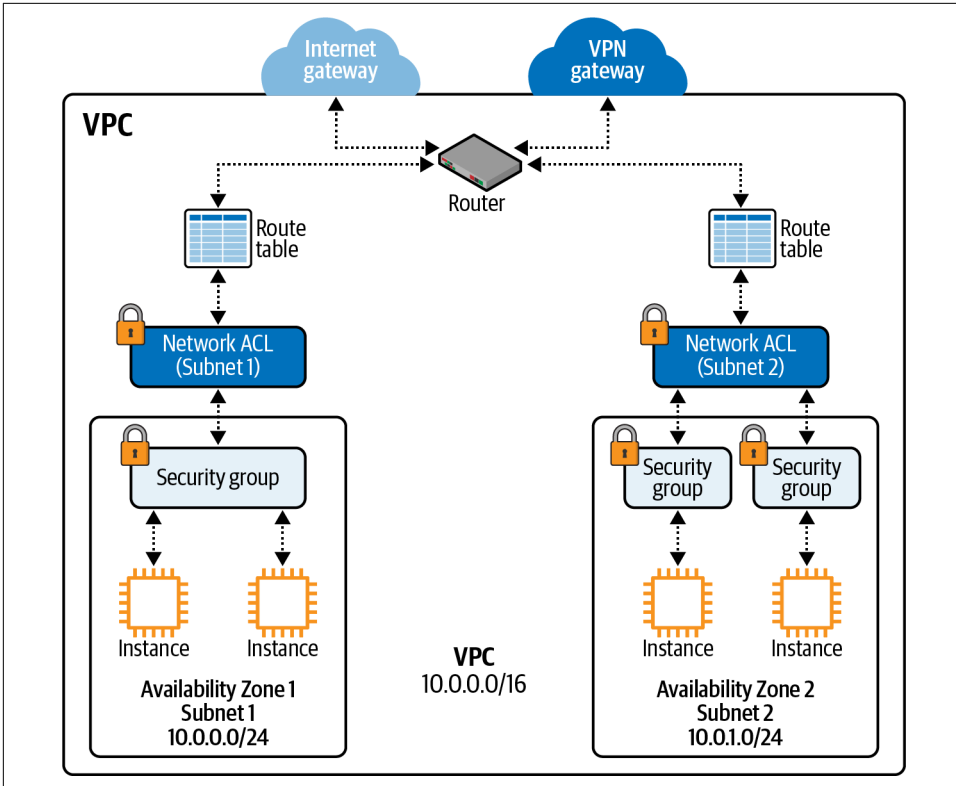 Internet
gateway
VPN
gateway
VPC
Router
Route
table
Route
table
Network ACL
(Subnet 1)
Network ACL
(Subnet 2)
Security group
Security
group
Security
group
Instance
Instance
Instance
Instance
VPC
10.0.0.0/16
Availability Zone 1
Subnet 1
10.0.0.0/24
Availability Zone 2
Subnet 2
10.0.1.0/24